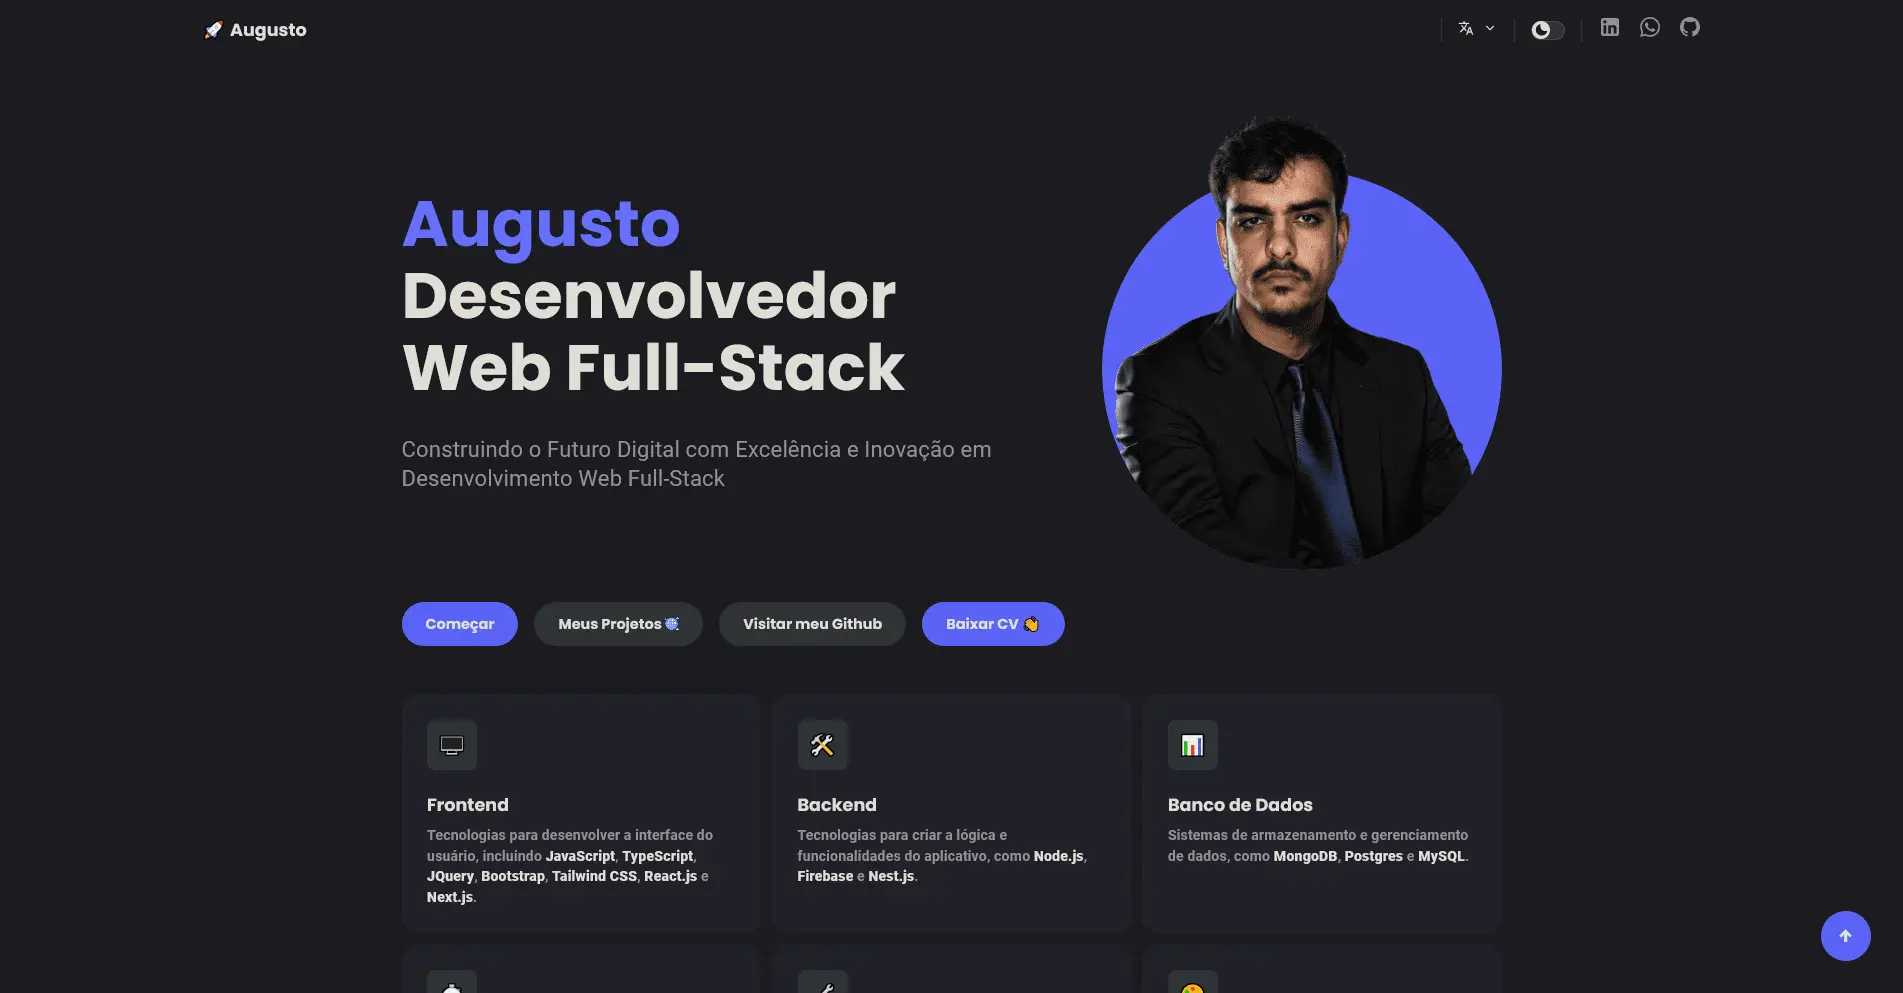 Augusto
Augusto
Desenvolvedor
Web Full-Stack
Construindo o Futuro Digital com Excelência e Inovação em
Desenvolvimento Web Full-Stack
Começar
Meus Projetos
Visitar meu Github
Baixar CV
Frontend
Tecnologias para desenvolver a interface do
usuário, incluindo JavaScript, TypeScript,
JQuery, Bootstrap, Tailwind CSS, React.js e
Next.js.
Backend
Tecnologias para criar a lógica e
funcionalidades do aplicativo, como Node.js,
Firebase e Nest.js.
Banco de Dados
Sistemas de armazenamento e gerenciamento
de dados, como MongoDB, Postgres e MySQL.